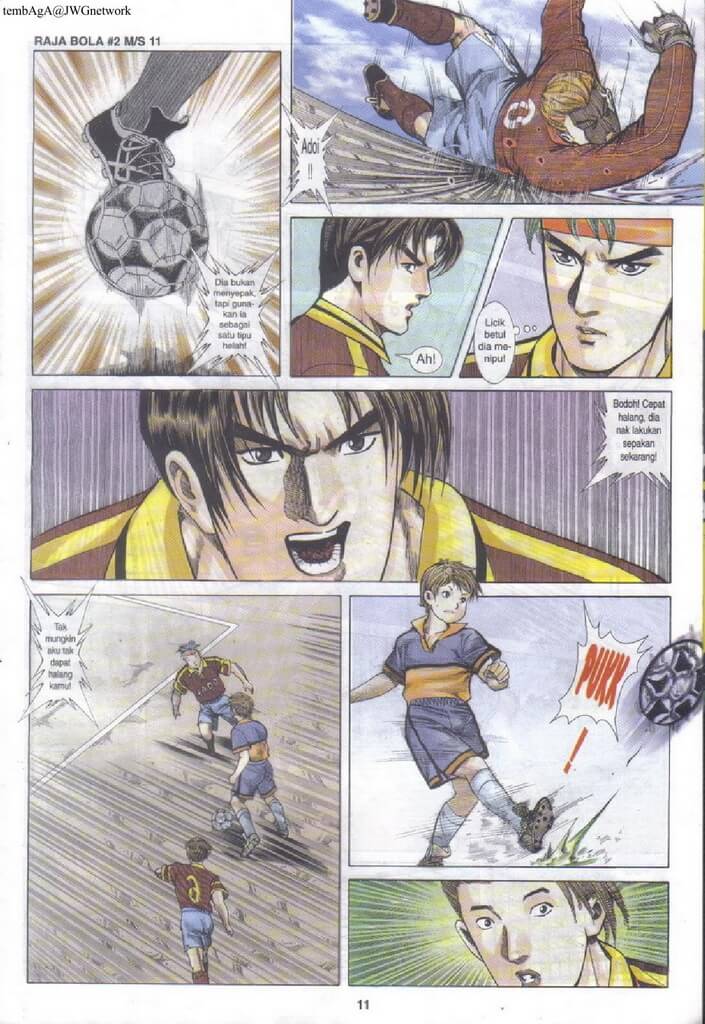 tembAgA@JWGnetwork
RAJA BOLA #2 M/S 11
Dia bukan
menyepak,
tapi guna-
kan ia
sebagai
satu tipu
helah!
Adoi
!!
Ah!
Licik
betul
dia me-
nipu!
Bodoh! Cepat
halang, dia
nak lakukan
sepakan
sekarang!
Tak
mungkin
aku tak
dapat
halang
kamu!
PUKK
!
11